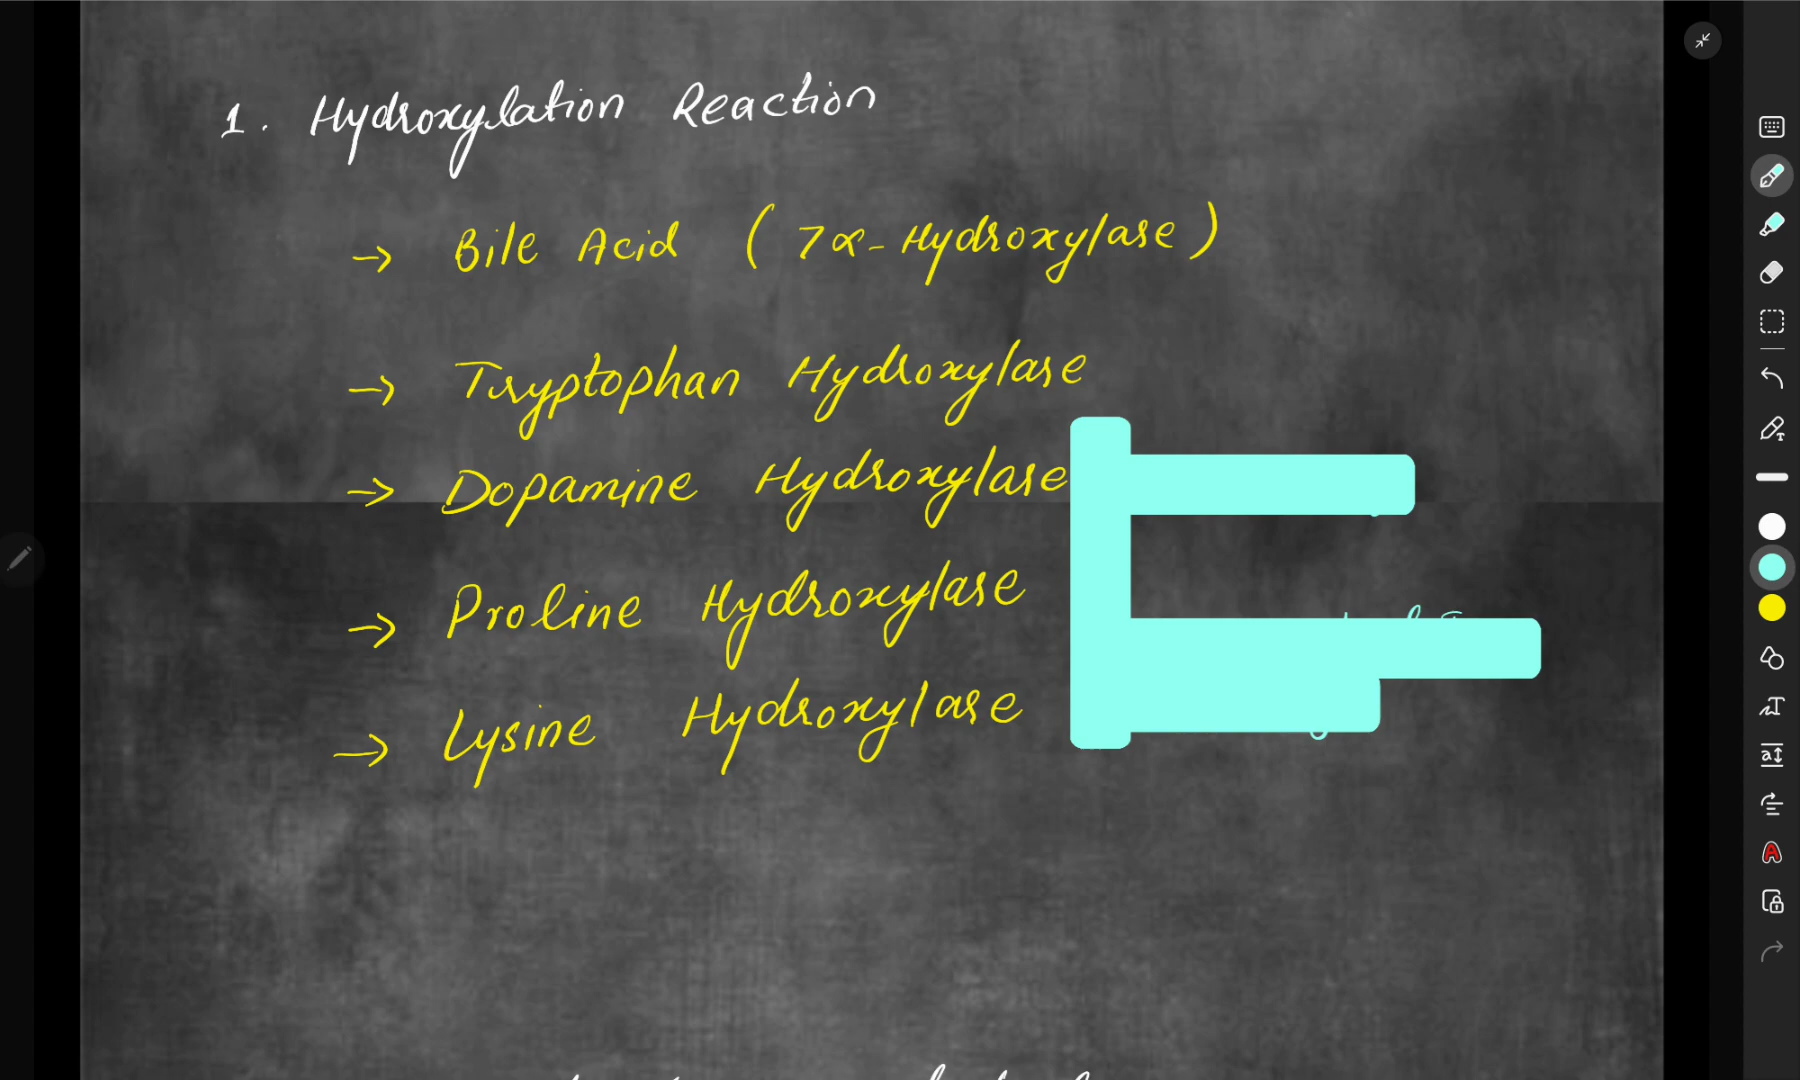 1. Hydroxylation Reaction
→ Bile Acid (7α-Hydroxylase)
→ Tryptophan Hydroxylase
→ Dopamine Hydroxylase
→ Proline Hydroxylase
→ Lysine Hydroxylase